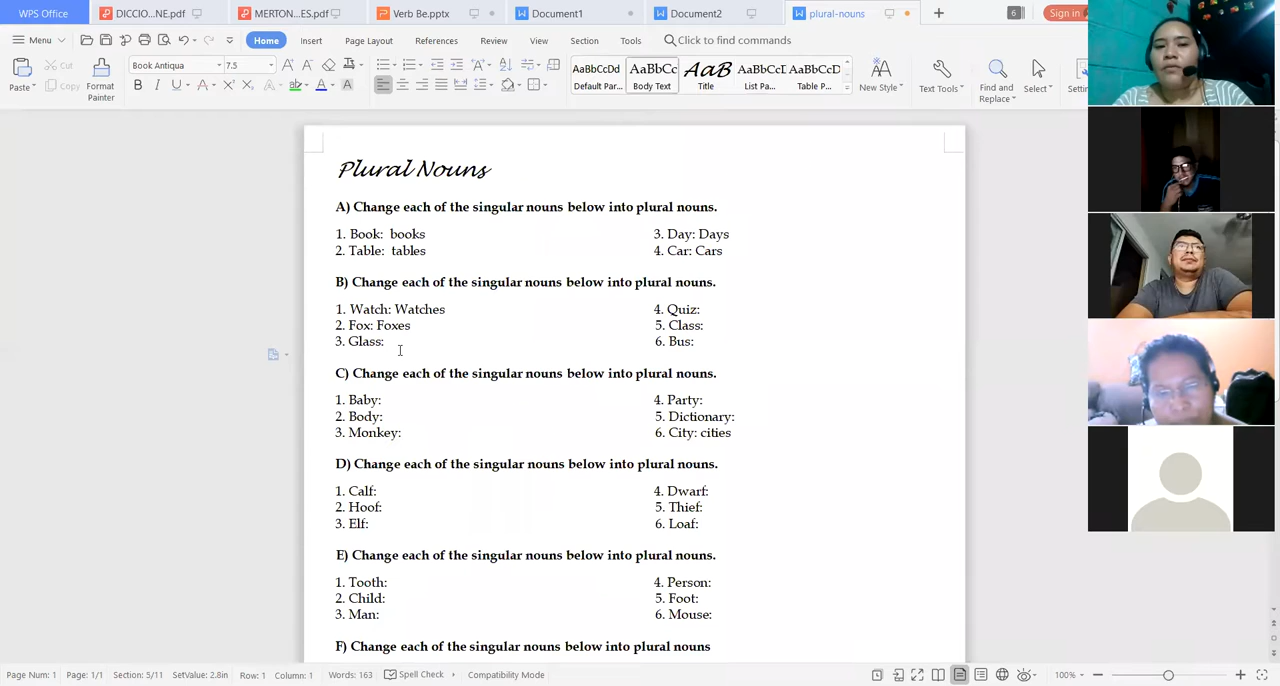 WPS Office DICCIO...NE.pdf MERTON...ES.pdf Verb Be.pptx Document1 Document2 plural-nouns 6 Sign in
Menu Home Insert Page Layout References Review View Section Tools Click to find commands
Cut Book Antiqua 7.5 AaBbCcDd AaBbCc AaB AaBbCcI AaBbCcD
Paste Copy Format Painter Default Par... Body Text Title List Pa... Table P... New Style Text Tools Find and Replace Select
Plural Nouns
A) Change each of the singular nouns below into plural nouns.
1. Book: books 3. Day: Days
2. Table: tables 4. Car: Cars
B) Change each of the singular nouns below into plural nouns.
1. Watch: Watches 4. Quiz:
2. Fox: Foxes 5. Class:
3. Glass: 6. Bus:
C) Change each of the singular nouns below into plural nouns.
1. Baby: 4. Party:
2. Body: 5. Dictionary:
3. Monkey: 6. City: cities
D) Change each of the singular nouns below into plural nouns.
1. Calf: 4. Dwarf:
2. Hoof: 5. Thief:
3. Elf: 6. Loaf:
E) Change each of the singular nouns below into plural nouns.
1. Tooth: 4. Person:
2. Child: 5. Foot:
3. Man: 6. Mouse:
F) Change each of the singular nouns below into plural nouns
Page Num: 1 Page: 1/1 Section: 5/11 SetValue: 2.8in Row: 1 Column: 1 Words: 163 Spell Check Compatibility Mode 100%